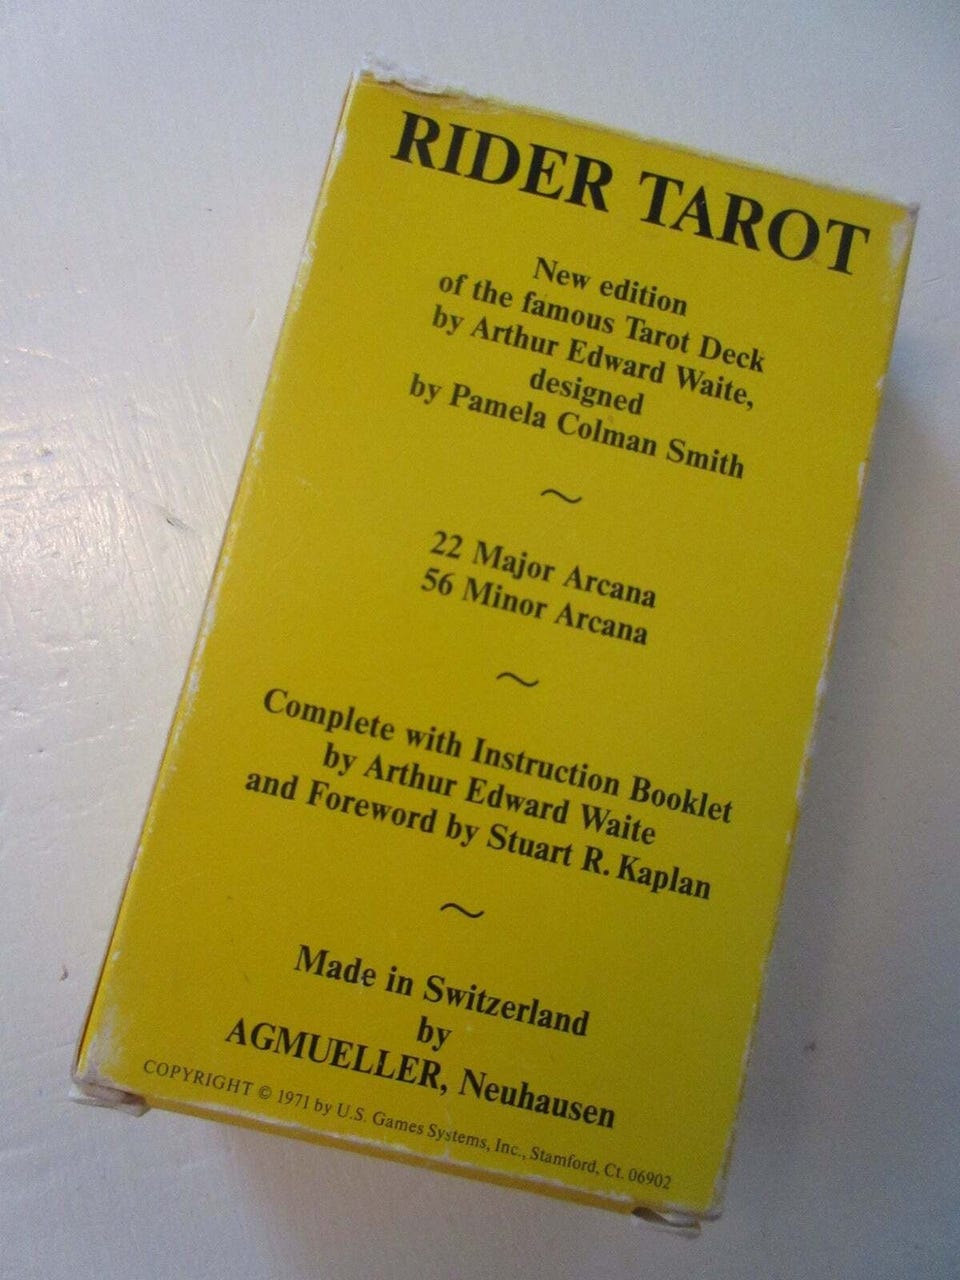 RIDER TAROT
New edition
of the famous Tarot Deck
by Arthur Edward Waite,
designed
by Pamela Colman Smith
~
22 Major Arcana
56 Minor Arcana
~
Complete with Instruction Booklet
by Arthur Edward Waite
and Foreword by Stuart R. Kaplan
~
Made in Switzerland
by
AGMUELLER, Neuhausen
COPYRIGHT © 1971 by U.S. Games Systems, Inc., Stamford, Ct. 06902